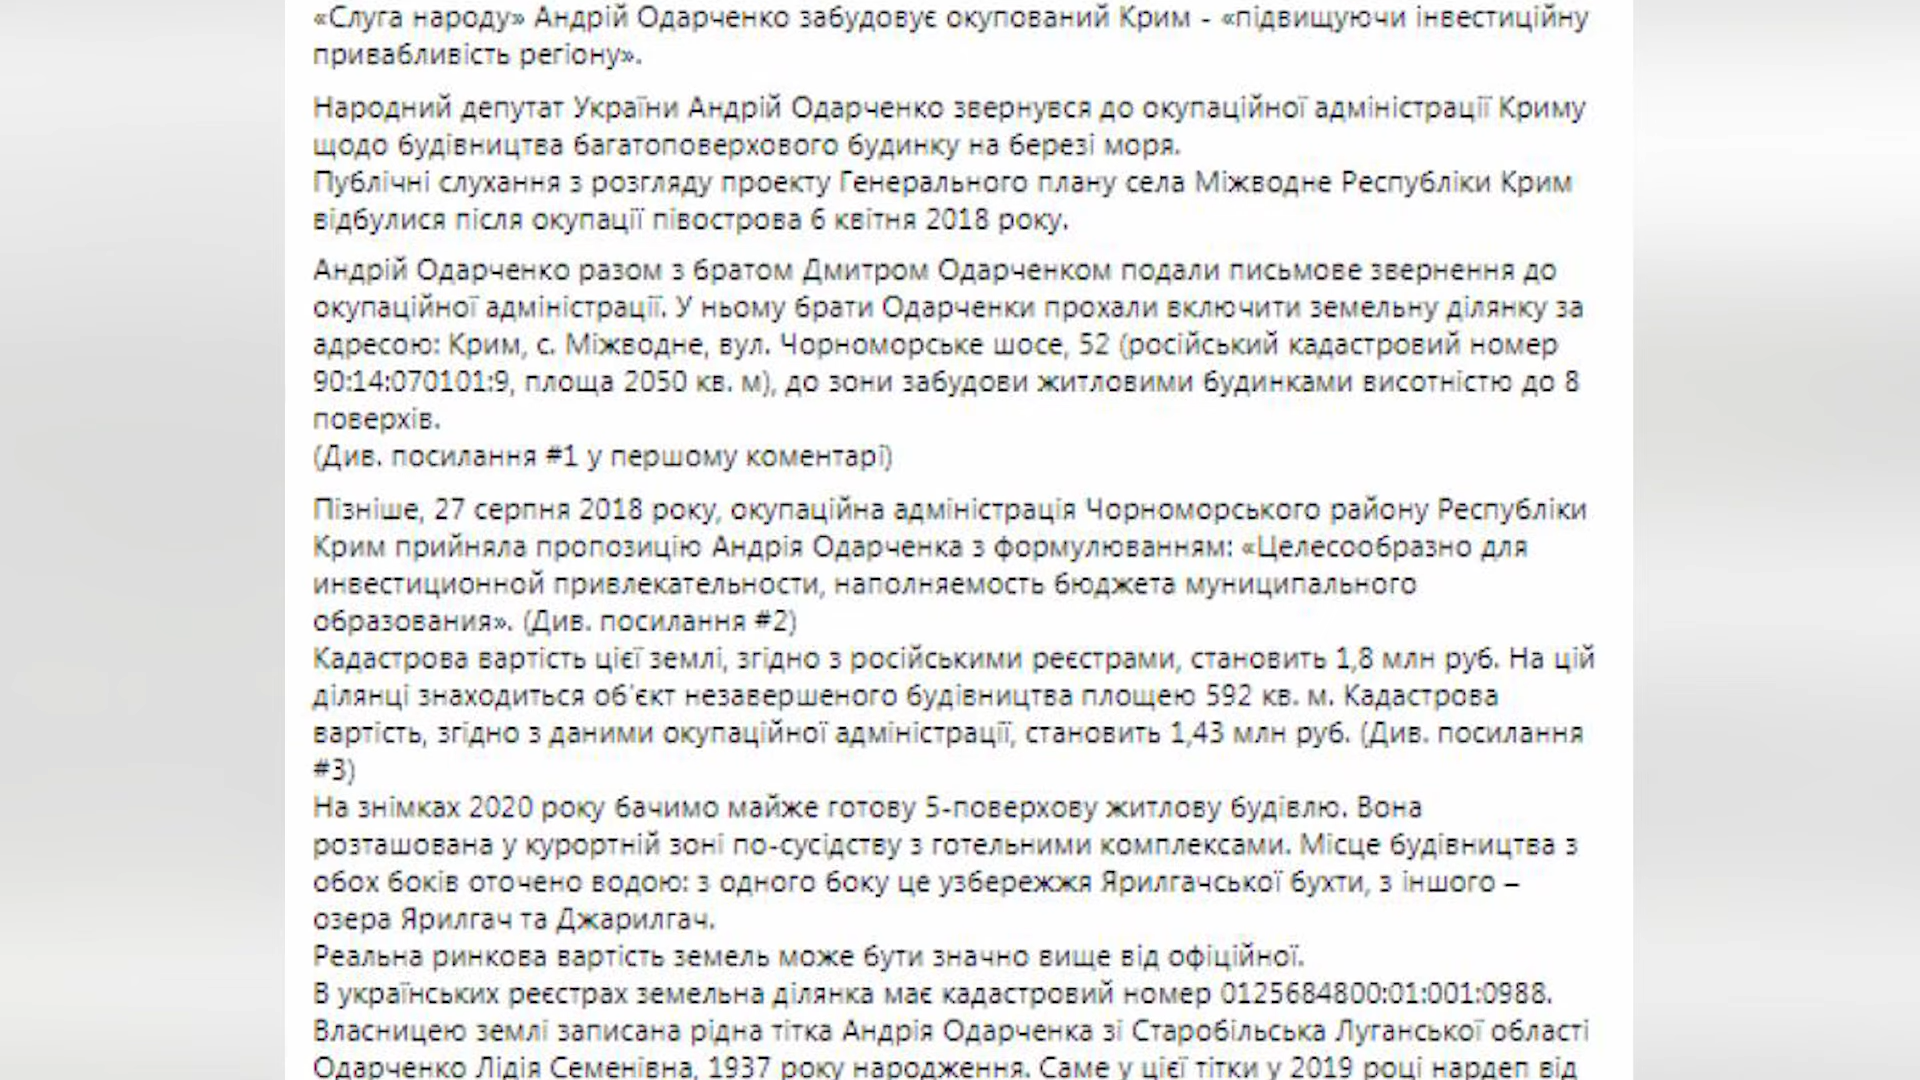 «Слуга народу» Андрій Одарченко забудовує окупований Крим - «підвищуючи інвестиційну
привабливість регіону».
Народний депутат України Андрій Одарченко звернувся до окупаційної адміністрації Криму
щодо будівництва багатоповерхового будинку на березі моря.
Публічні слухання з розгляду проекту Генерального плану села Міжводне Республіки Крим
відбулися після окупації півострова 6 квітня 2018 року.
Андрій Одарченко разом з братом Дмитром Одарченком подали письмове звернення до
окупаційної адміністрації. У ньому брати Одарченки прохали включити земельну ділянку за
адресою: Крим, с. Міжводне, вул. Чорноморське шосе, 52 (російський кадастровий номер
90:14:070101:9, площа 2050 кв. м), до зони забудови житловими будинками висотністю до 8
поверхів.
(Див. посилання #1 у першому коментарі)
Пізніше, 27 серпня 2018 року, окупаційна адміністрація Чорноморського району Республіки
Крим прийняла пропозицію Андрія Одарченка з формулюванням: «Целесообразно для
инвестиционной привлекательности, наполняемость бюджета муниципального
образования». (Див. посилання #2)
Кадастрова вартість цієї землі, згідно з російськими реєстрами, становить 1,8 млн руб. На цій
ділянці знаходиться об'єкт незавершеного будівництва площею 592 кв. м. Кадастрова
вартість, згідно з даними окупаційної адміністрації, становить 1,43 млн руб. (Див. посилання
#3)
На знімках 2020 року бачимо майже готову 5-поверхову житлову будівлю. Вона
розташована у курортній зоні по-сусідству з готельними комплексами. Місце будівництва з
обох боків оточено водою: з одного боку це узбережжя Ярилгачської бухти, з іншого –
озера Ярилгач та Джарилгач.
Реальна ринкова вартість земель може бути значно вище від офіційної.
В українських реєстрах земельна ділянка має кадастровий номер 0125684800:01:001:0988.
Власницею землі записана рідна тітка Андрія Одарченка зі Старобільська Луганської області
Одарченко Лідія Семенівна, 1937 року народження. Саме у цієї тітки у 2019 році нардеп від